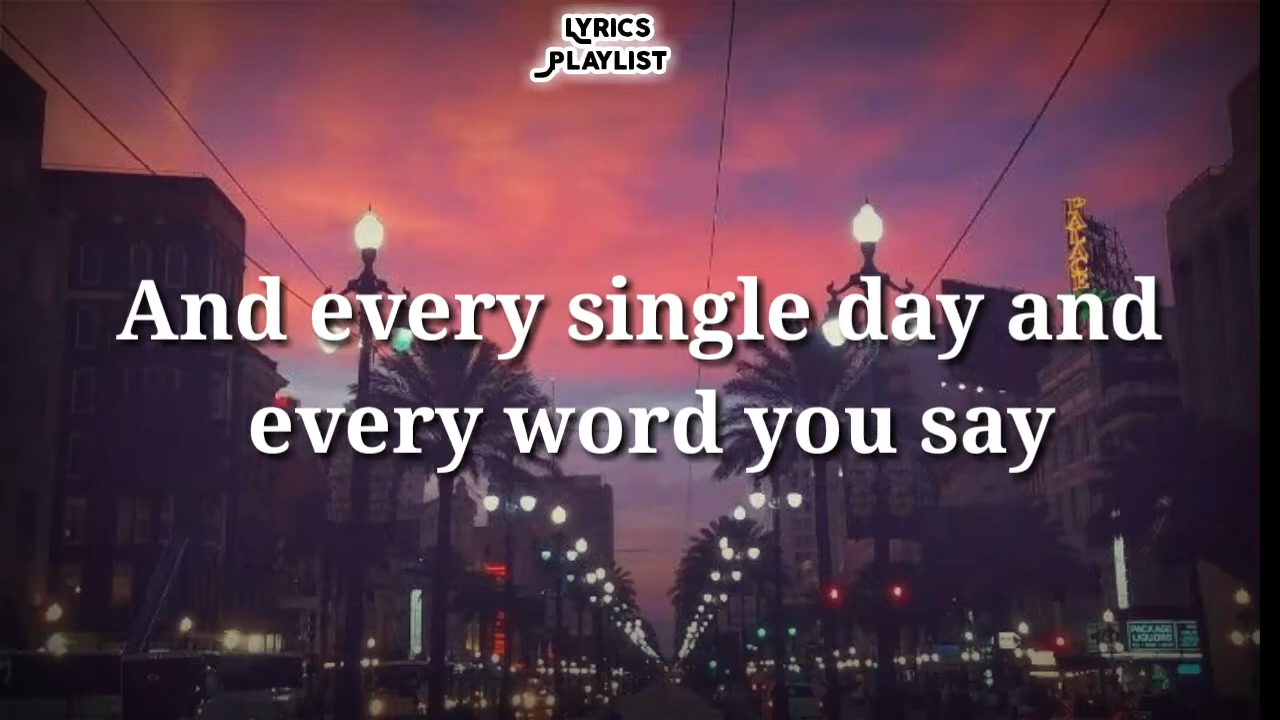 LYRICS
PLAYLIST
PALACE
And every single day and
every word you say
PACKAGE
LIQUORS